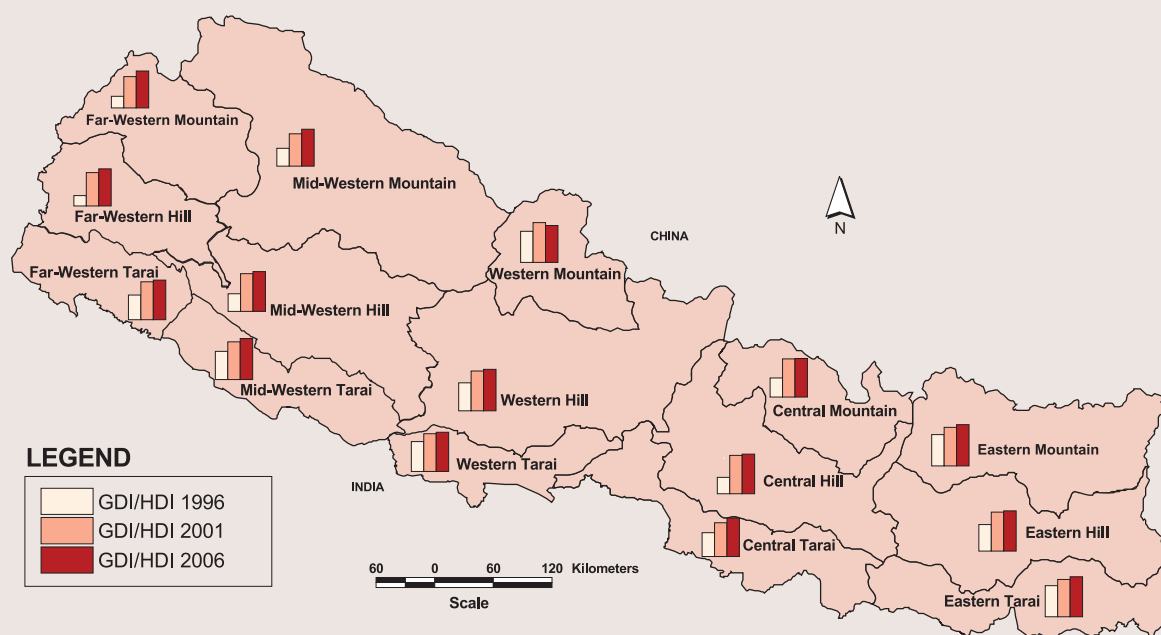 Far-Western Mountain
Mid-Western Mountain
Far-Western Hill
N
CHINA
Far-Western Tarai
Western Mountain
Mid-Western Hill
Mid-Western Tarai
Western Hill
Central Mountain
Eastern Mountain
Western Tarai
Central Hill
INDIA
Eastern Hill
Central Tarai
Eastern Tarai
LEGEND
GDI/HDI 1996
GDI/HDI 2001
GDI/HDI 2006
60 0 60 120 Kilometers
Scale